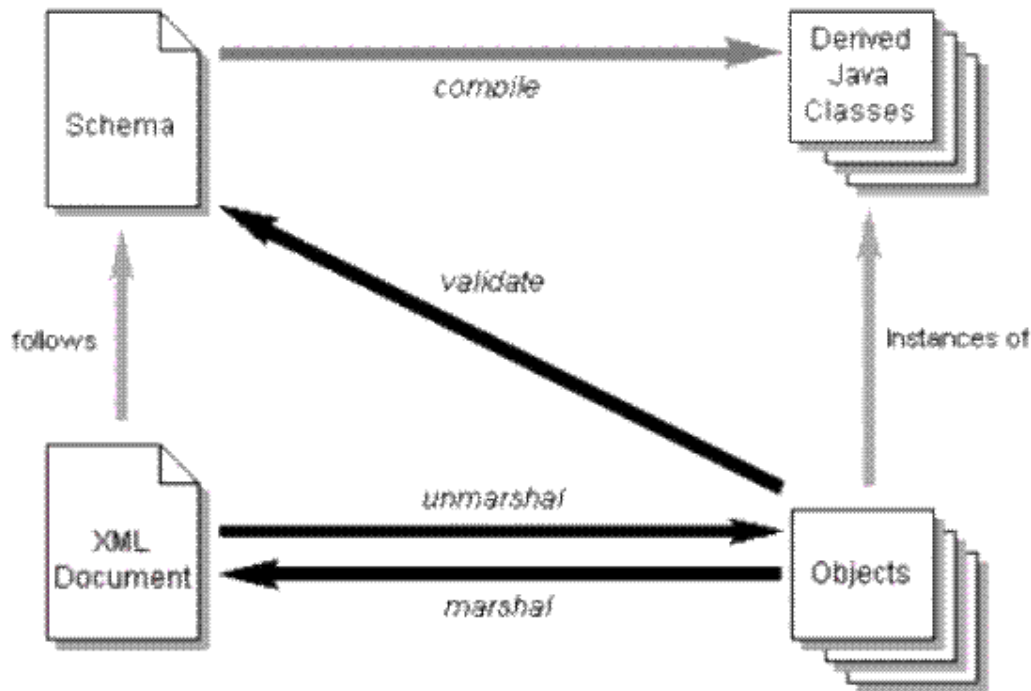 Schema
compile
Derived
Java
Classes
validate
follows
Instances of
XML
Document
unmarshal
marshal
Objects